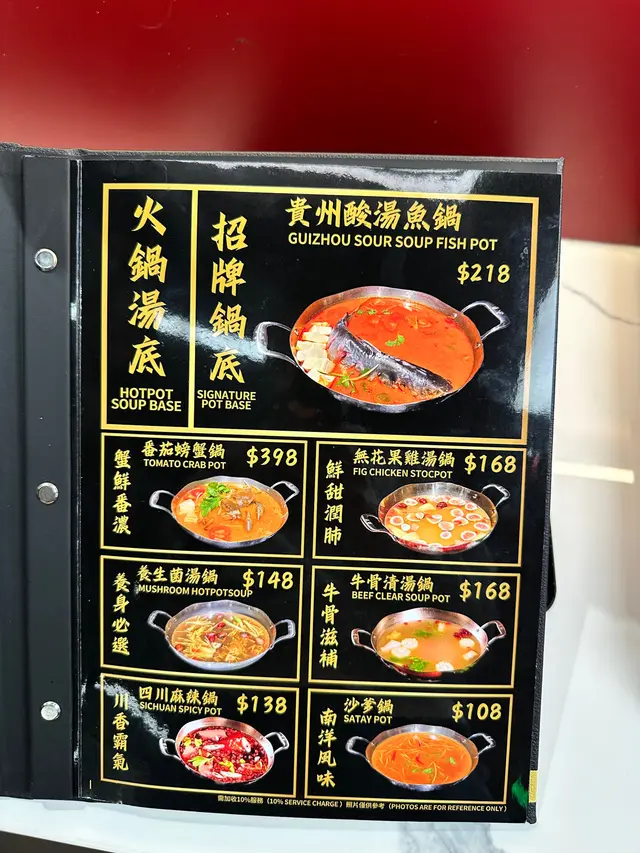 火鍋湯底
HOTPOT
SOUP BASE
招牌鍋底
SIGNATURE
POT BASE
貴州酸湯魚鍋
GUIZHOU SOUR SOUP FISH POT
$218
蟹鮮番濃
番茄螃蟹鍋
TOMATO CRAB POT
$398
鮮甜潤肺
無花果雞湯鍋
FIG CHICKEN STOCPOT
$168
養身必選
養生菌湯鍋
MUSHROOM HOTPOTSOUP
$148
牛骨滋補
牛骨清湯鍋
BEEF CLEAR SOUP POT
$168
川香霸氣
四川麻辣鍋
SICHUAN SPICY POT
$138
南洋風味
沙爹鍋
SATAY POT
$108
需加收10%服務（10% SERVICE CHARGE）照片僅供參考（PHOTOS ARE FOR REFERENCE ONLY）